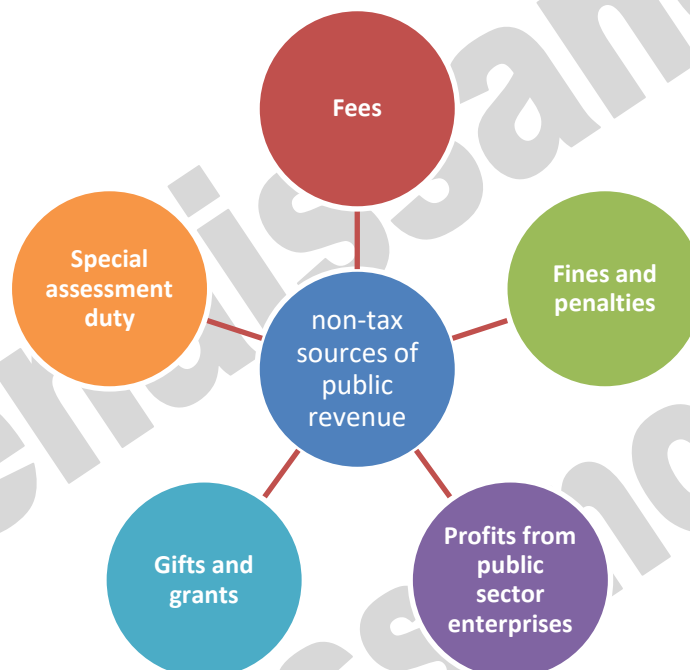 Fees
Special
assessment
duty
Fines and
penalties
non-tax
sources of
public
revenue
Gifts and
grants
Profits from
public
sector
enterprises